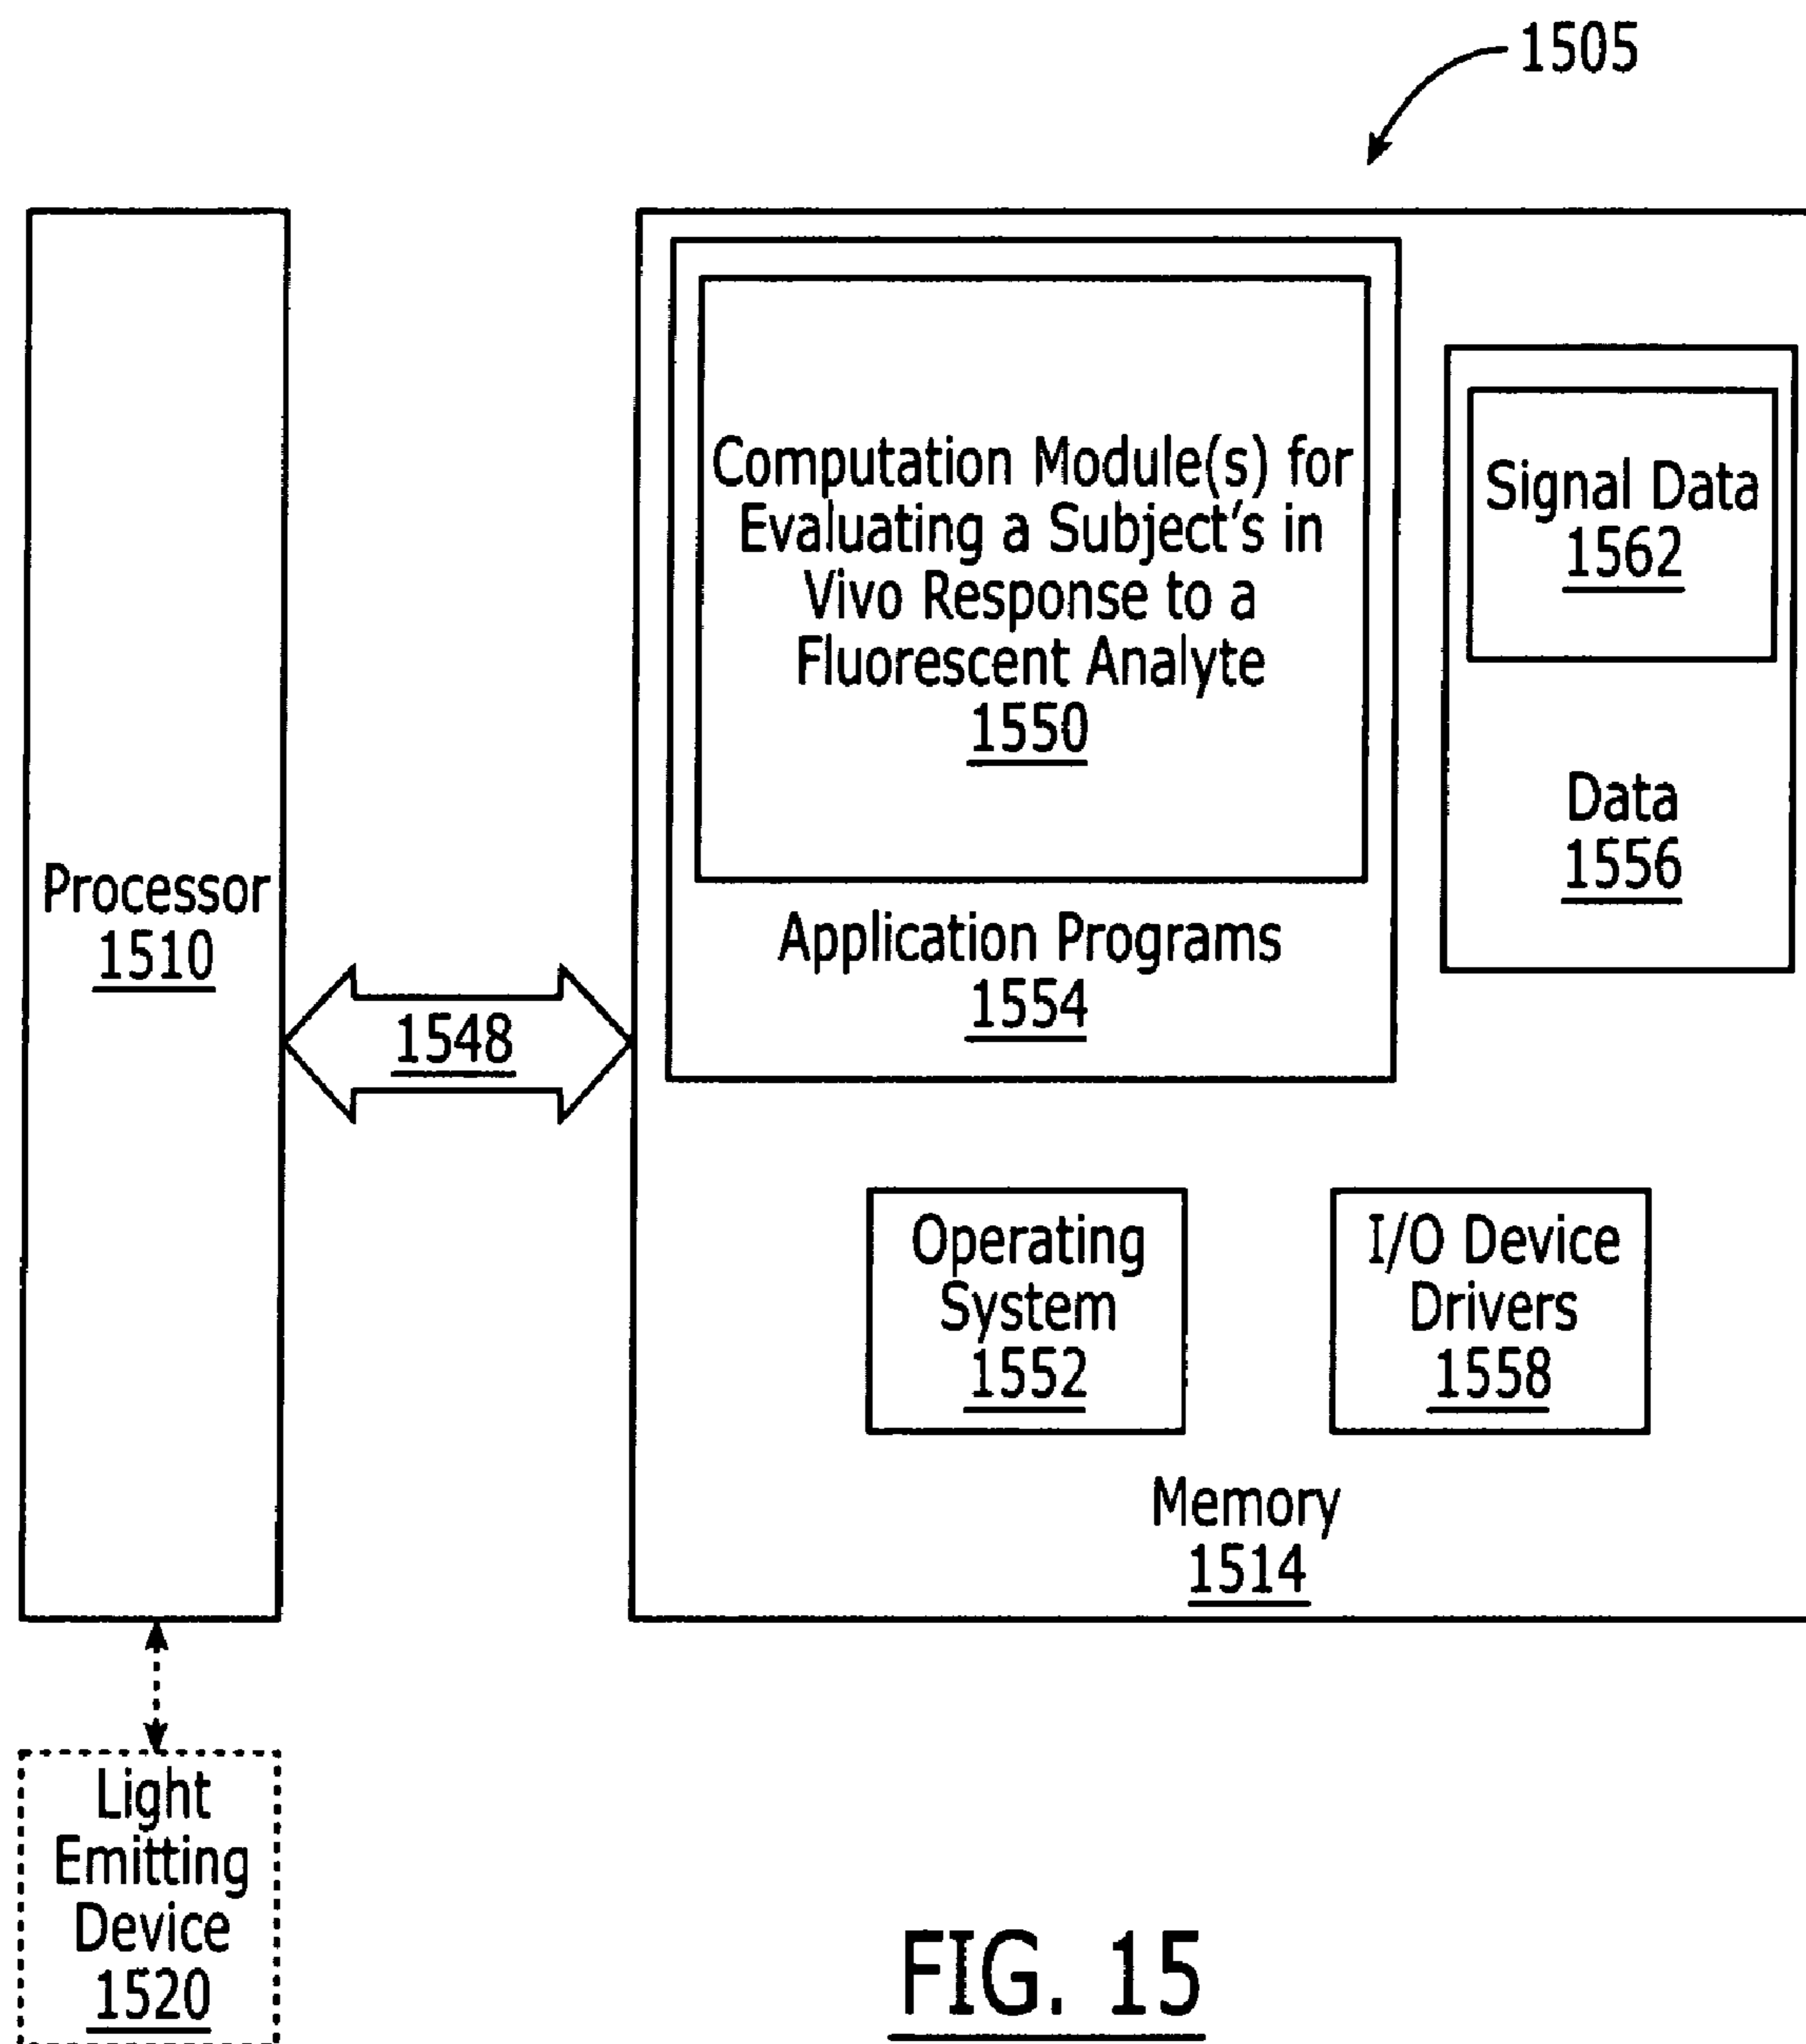 1505
Computation Module(s) for
Evaluating a Subject's in
Vivo Response to a
Fluorescent Analyte
1550
Signal Data
1562
Data
1556
Processor
1510
Application Programs
1554
1548
Operating
System
1552
I/O Device
Drivers
1558
Memory
1514
Light
Emitting
Device
1520
FIG. 15